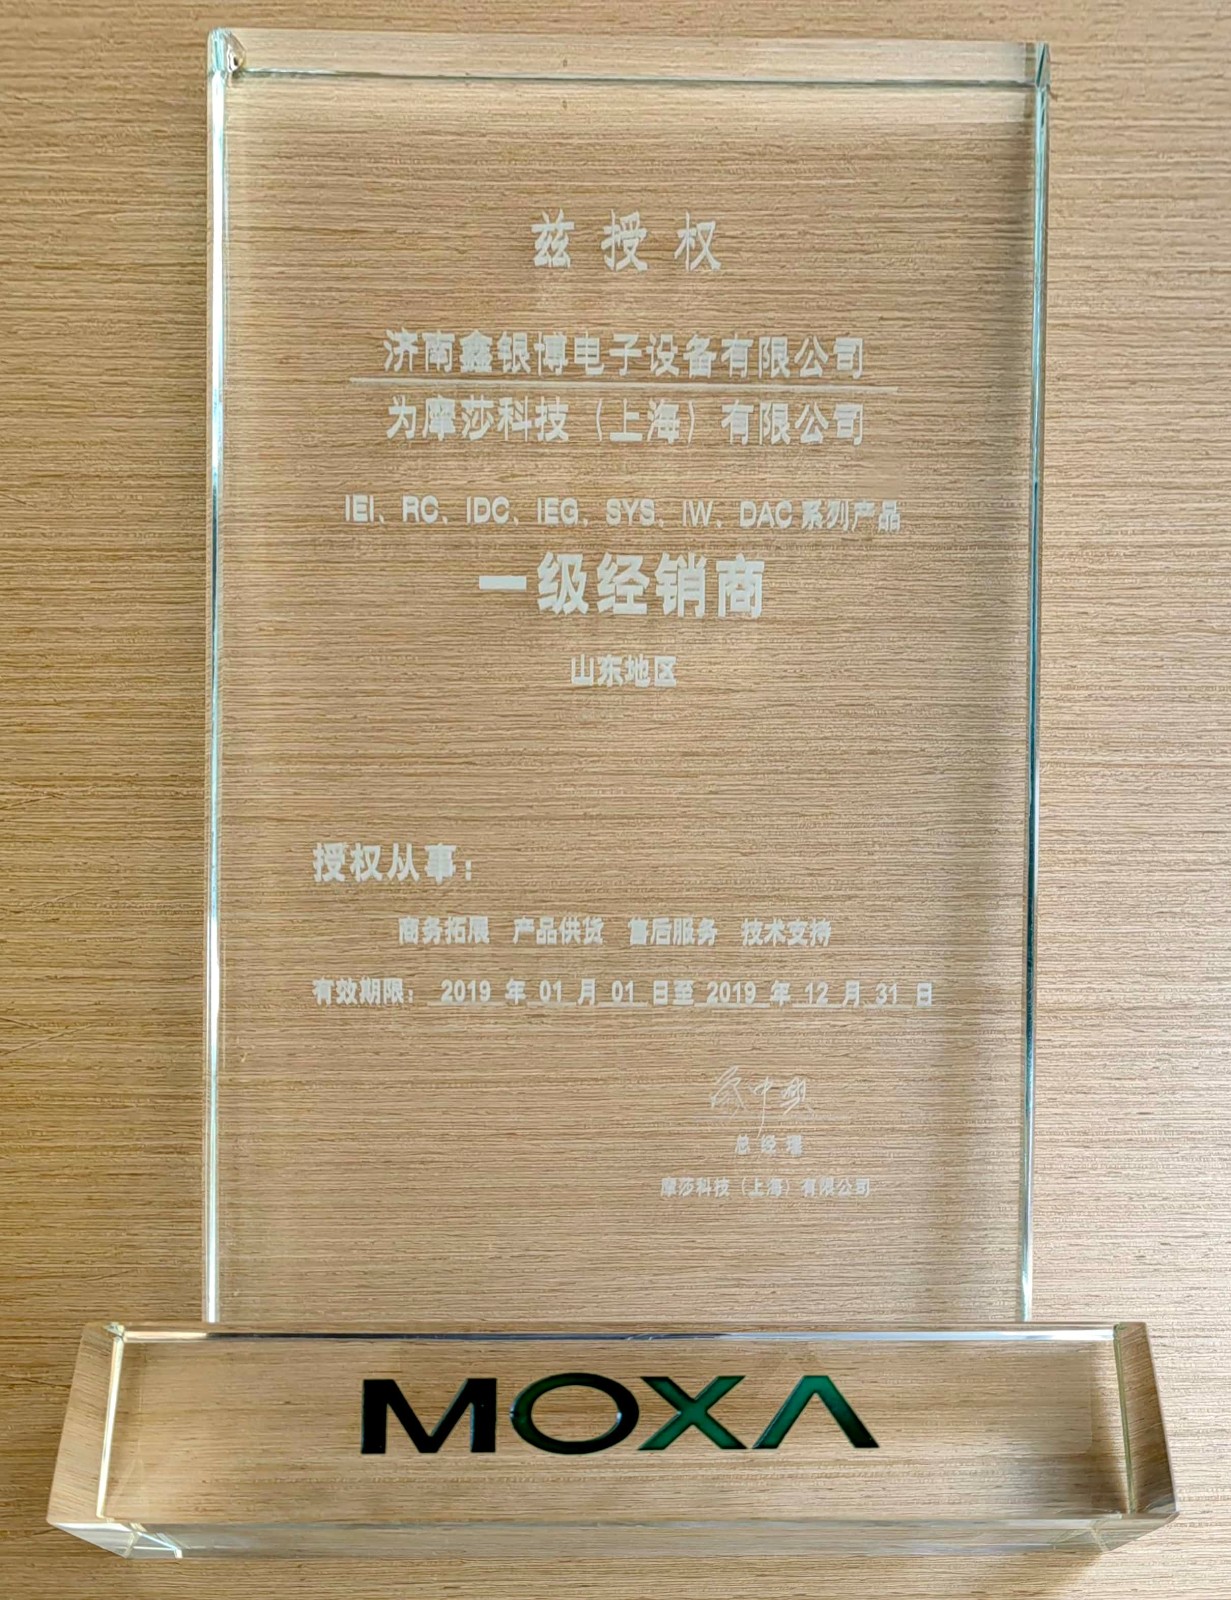 兹授权
济南鑫银博电子设备有限公司
为摩莎科技（上海）有限公司
IEI、RC、IDC、IEG、SYS、IW、DAC 系列产品
一级经销商
山东地区
授权从事：
商务拓展 产品供货 售后服务 技术支持
有效期限： 2019 年 01 月 01 日至 2019 年 12 月 31 日
总经理
摩莎科技（上海）有限公司
MOXA